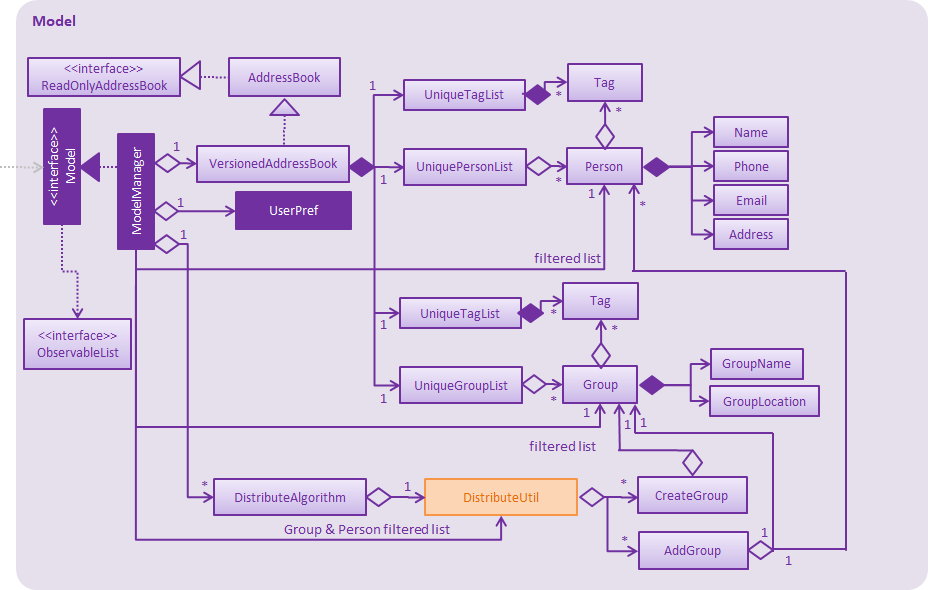 Model
<<interface>>
ReadOnlyAddressBook
AddressBook
1
UniqueTagList
*
Tag
*
<<interface>>
Model
ModelManager
1
VersionedAddressBook
1
UniquePersonList
*
Person
1
*
Name
Phone
Email
Address
1
UserPref
1
filtered list
<<interface>>
ObservableList
1
UniqueTagList
*
Tag
*
1
UniqueGroupList
*
Group
1
1
1
GroupName
GroupLocation
filtered list
*
DistributeAlgorithm
1
DistributeUtil
*
CreateGroup
Group & Person filtered list
*
AddGroup
1
1